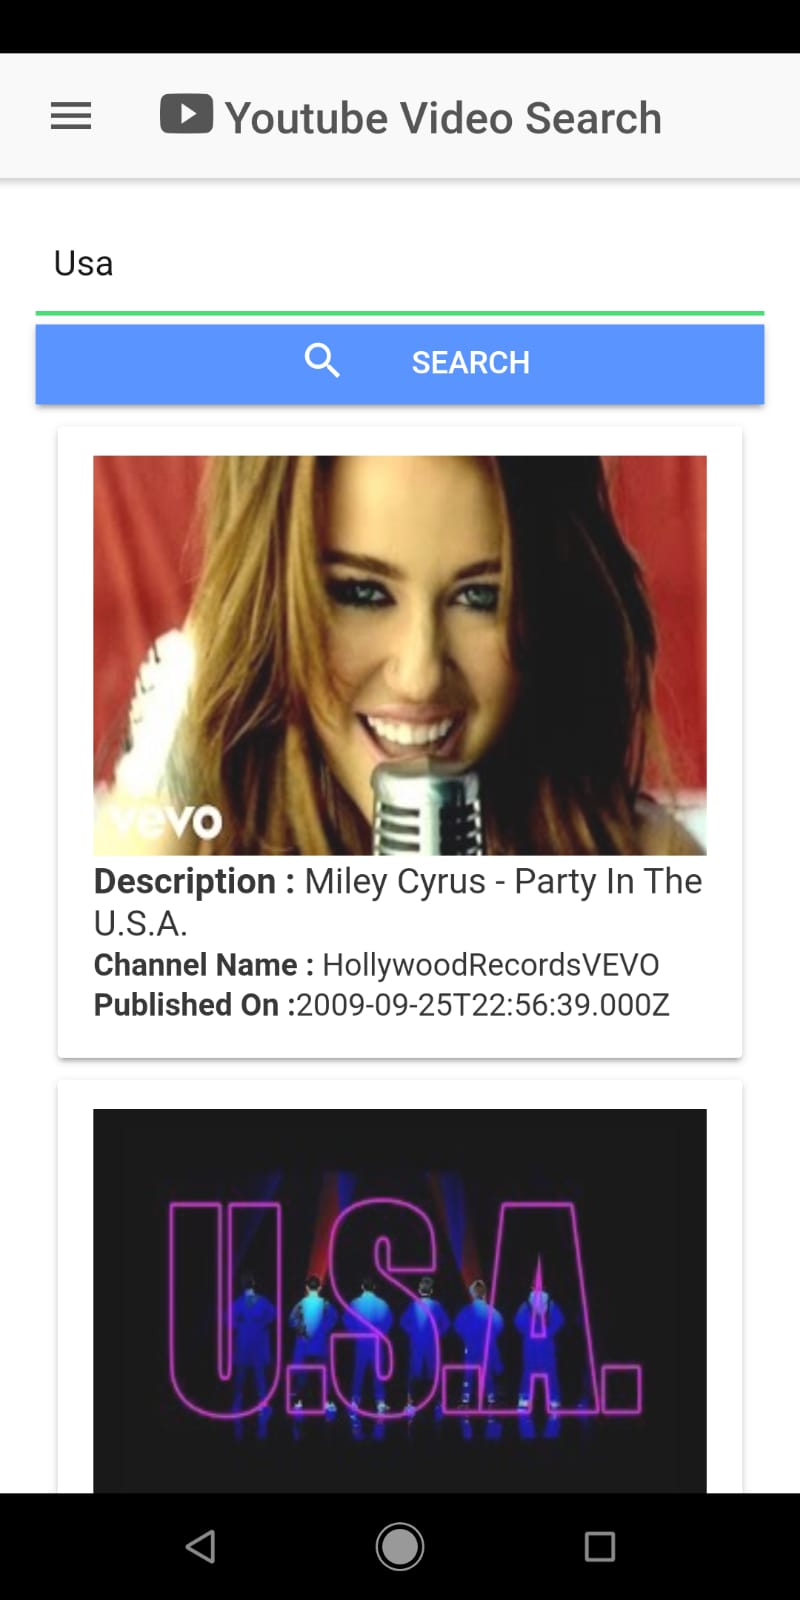 Youtube Video Search
Usa
SEARCH
vevo
Description : Miley Cyrus - Party In The
U.S.A.
Channel Name : HollywoodRecordsVEVO
Published On :2009-09-25T22:56:39.000Z
U.S.A.